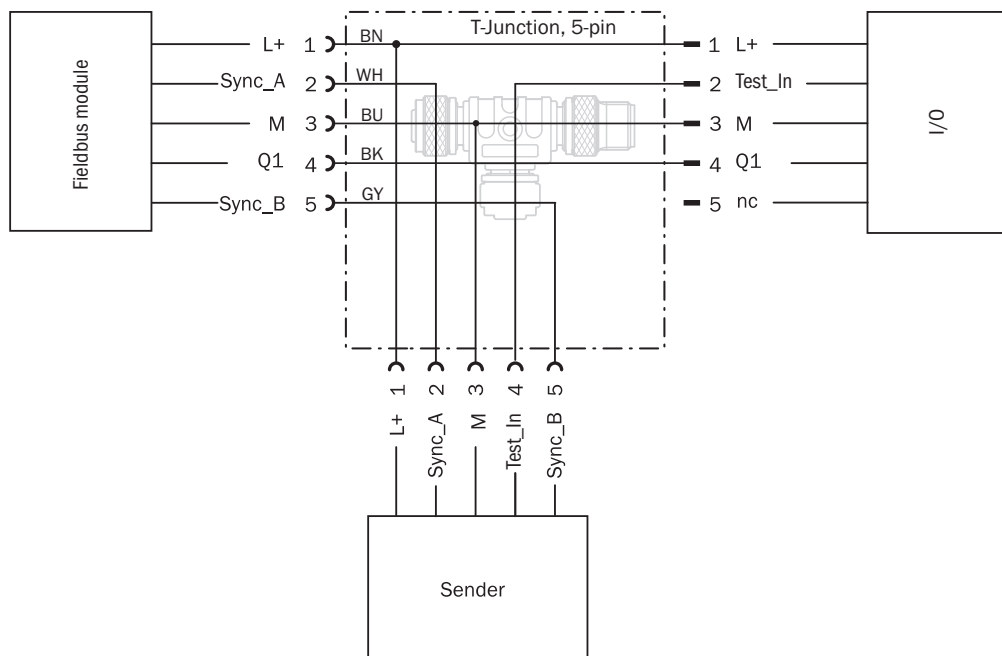 T-Junction, 5-pin
Fieldbus module
L+ 1 BN 1 L+
Sync_A 2 WH 2 Test_In
M 3 BU 3 M
Q1 4 BK 4 Q1
Sync_B 5 GY 5 nc
I/O
1 2 3 4 5
L+ Sync_A M Test_In Sync_B
Sender